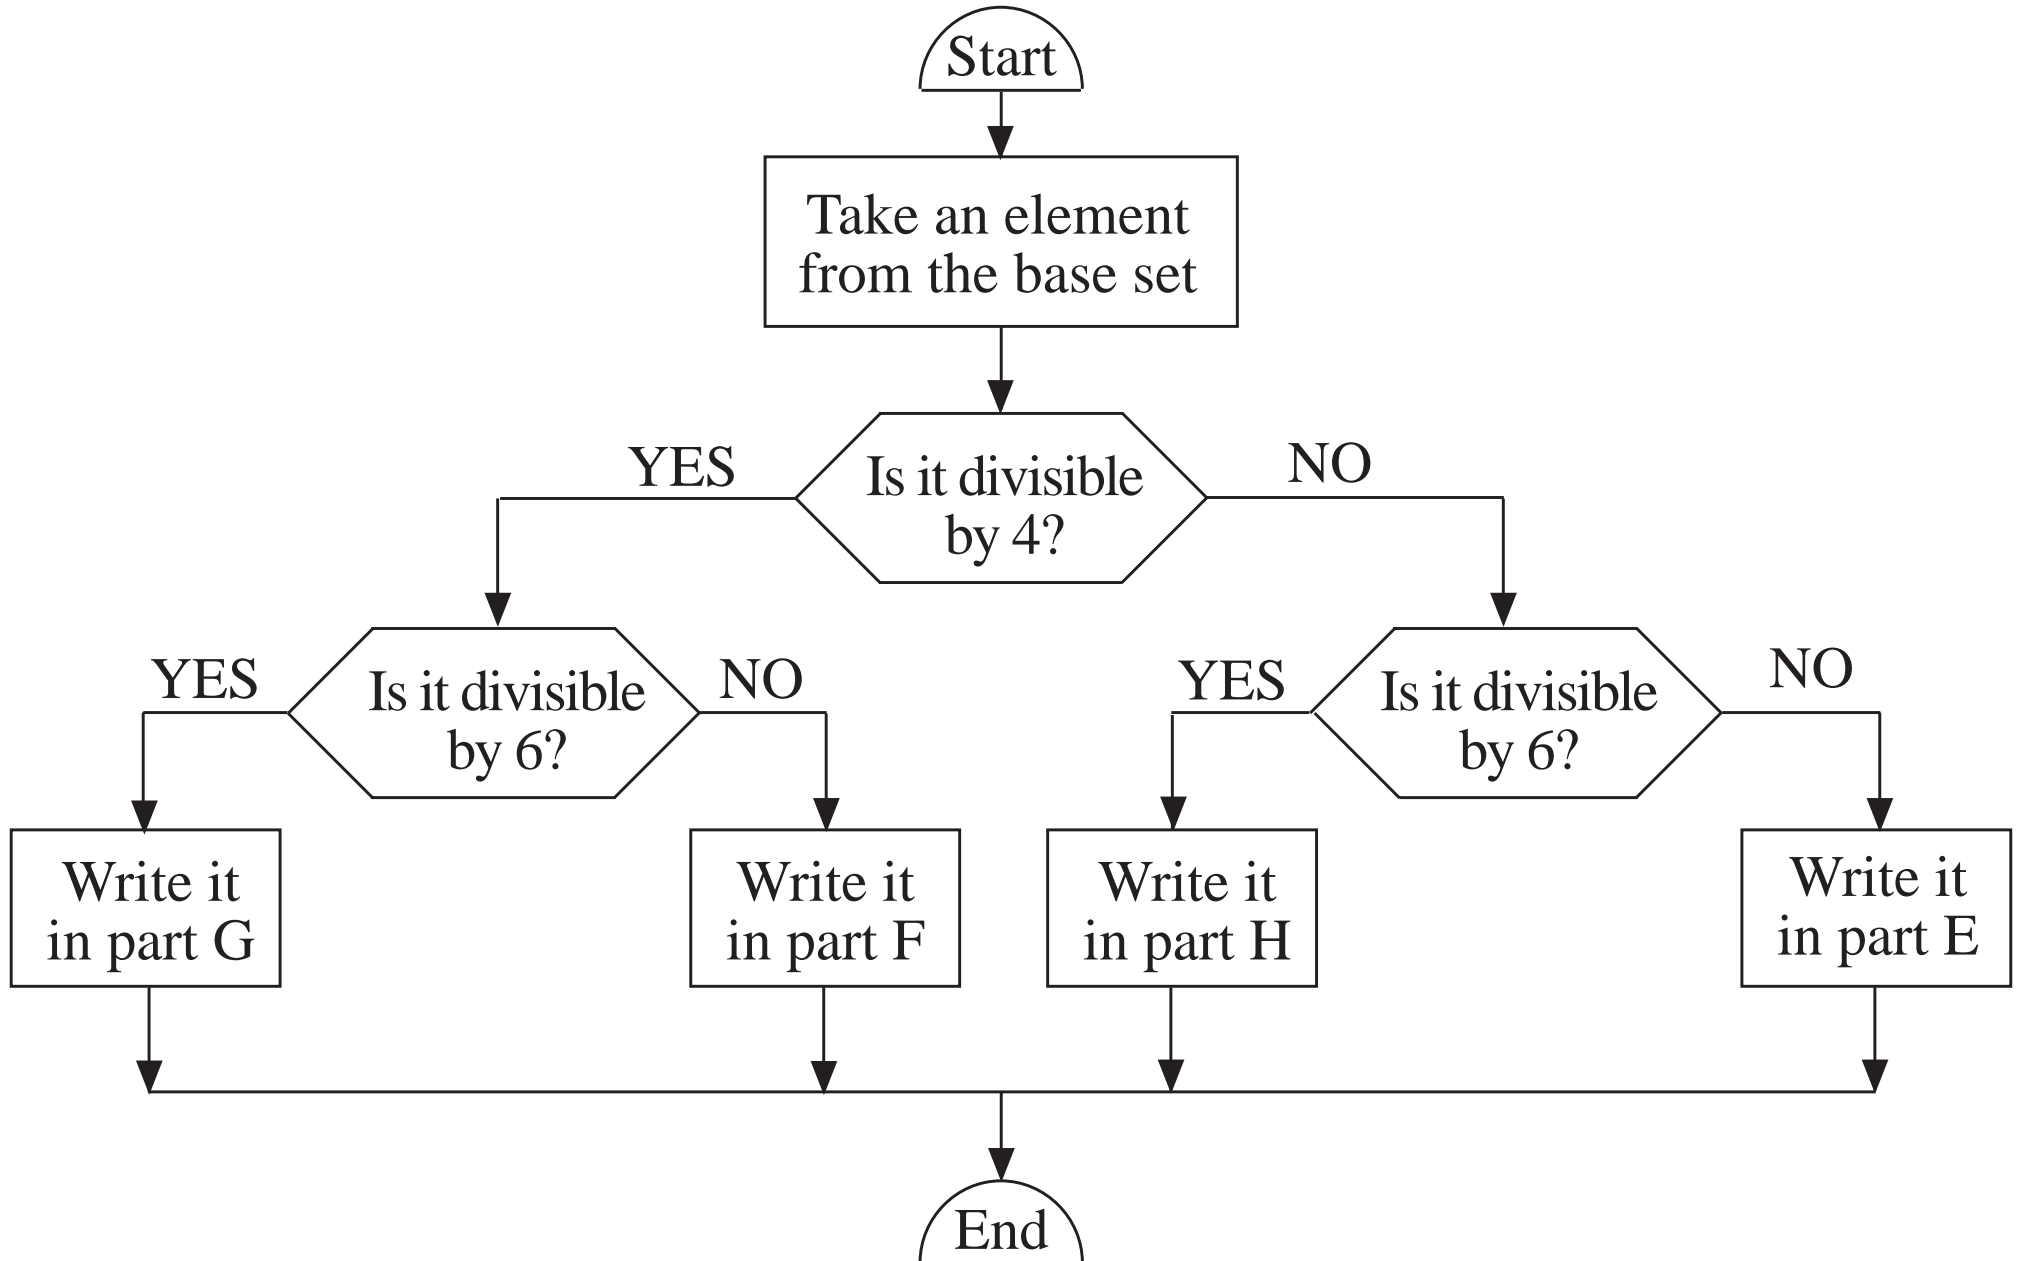 Start
Take an element
from the base set
Is it divisible
by 4?
YES
NO
Is it divisible
by 6?
YES
NO
Is it divisible
by 6?
YES
NO
Write it
in part G
Write it
in part F
Write it
in part H
Write it
in part E
End